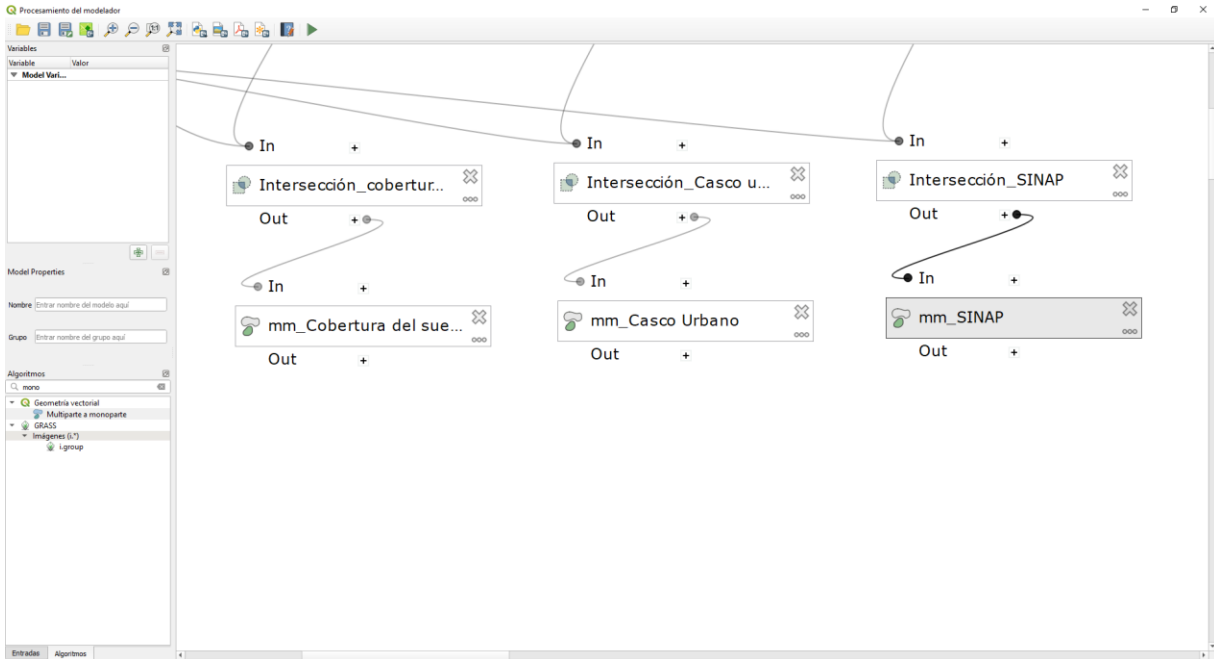 Procesamiento del modelador
Variables
Variable Valor
Model Vari...
Model Properties
Nombre Entrar nombre del modelo aquí
Grupo Entrar nombre del grupo aquí
Algoritmos
mono
Geometría vectorial
Multiparte a monoparte
GRASS
Imágenes (i.*)
i.group
Entradas Algoritmos
In +
Intersección_cobertur...
Out +
In +
mm_Cobertura del sue...
Out +
In +
Intersección_Casco u...
Out +
In +
mm_Casco Urbano
Out +
In +
Intersección_SINAP
Out +
In +
mm_SINAP
Out +